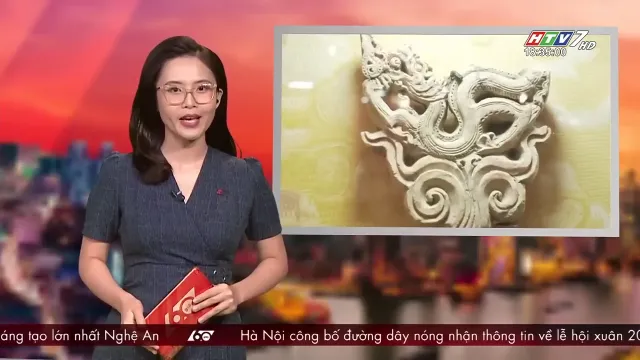 HTV7 HD
18:35:00
áng tạo lớn nhất Nghệ An 60 Hà Nội công bố đường dây nóng nhận thông tin về lễ hội xuân 20